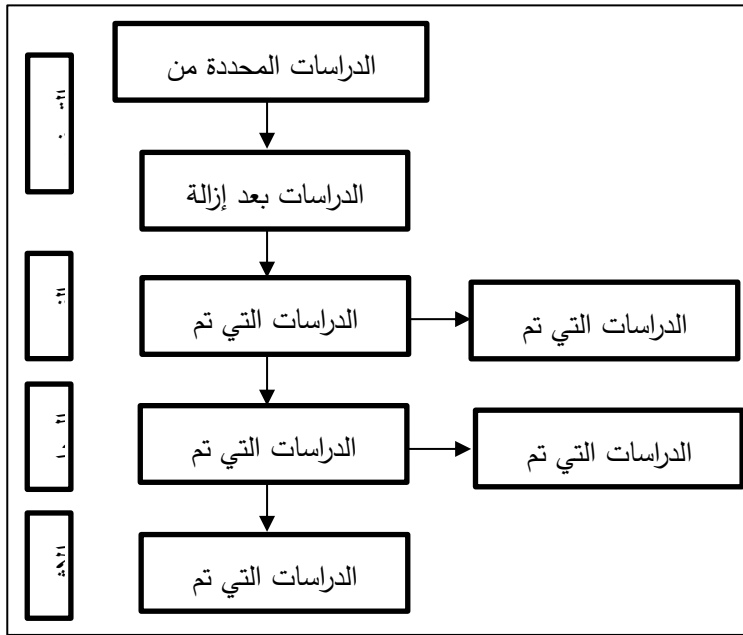 الدراسات المحددة من
الدراسات بعد إزالة
الدراسات التي تم
الدراسات التي تم
الدراسات التي تم
الدراسات التي تم
الدراسات التي تم